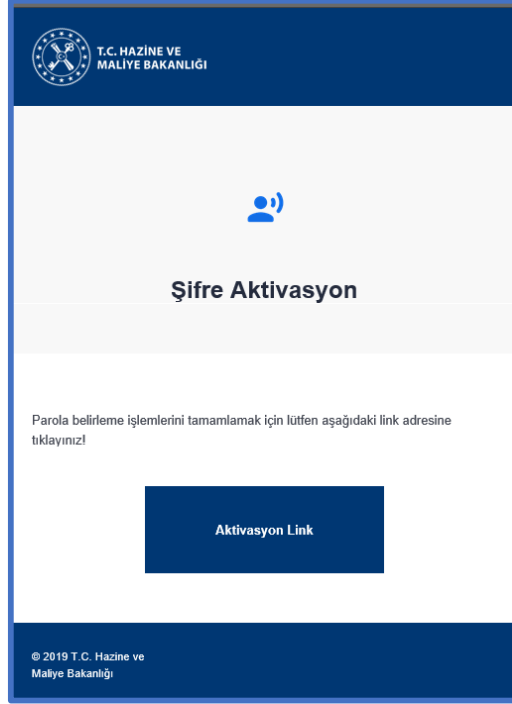 T.C. HAZİNE VE
MALİYE BAKANLIĞI
Şifre Aktivasyon
Parola belirleme işlemlerini tamamlamak için lütfen aşağıdaki link adresine
tıklayınız!
Aktivasyon Link
© 2019 T.C. Hazine ve
Maliye Bakanlığı